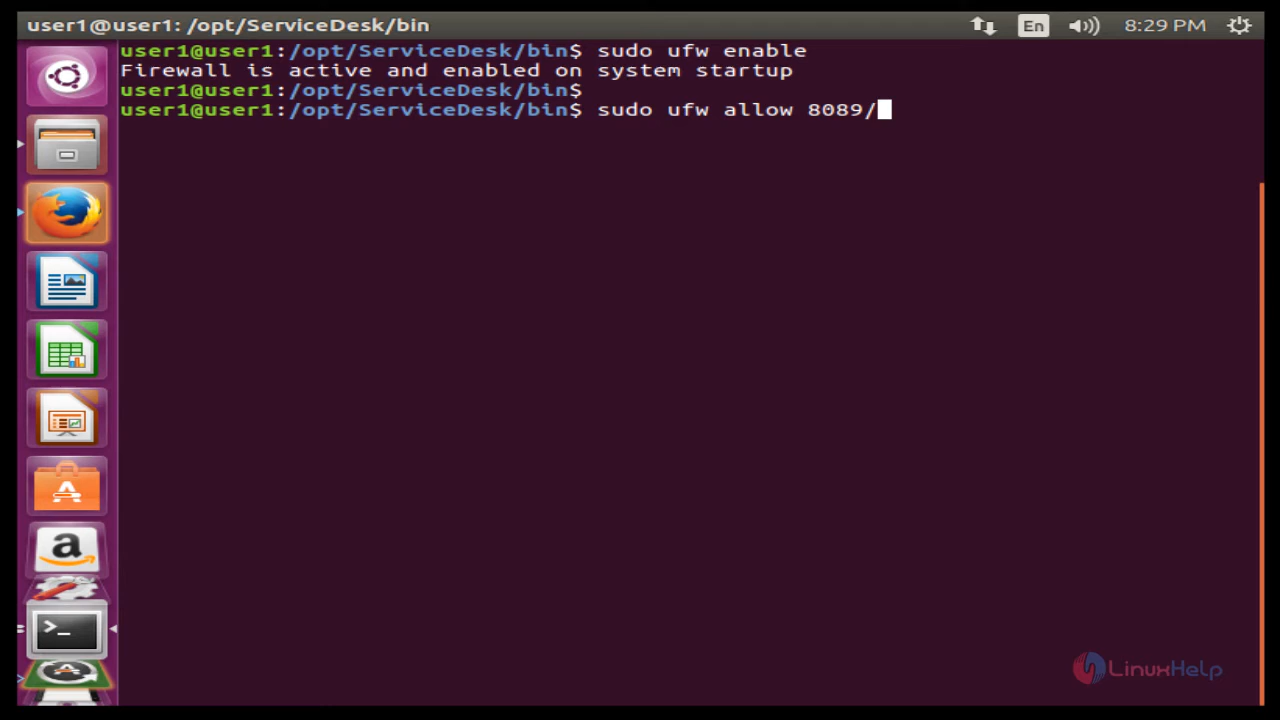 user1@user1: /opt/ServiceDesk/bin
En
8:29 PM
user1@user1:/opt/ServiceDesk/bin$ sudo ufw enable
Firewall is active and enabled on system startup
user1@user1:/opt/ServiceDesk/bin$
user1@user1:/opt/ServiceDesk/bin$ sudo ufw allow 8089/
a
>_
LinuxHelp